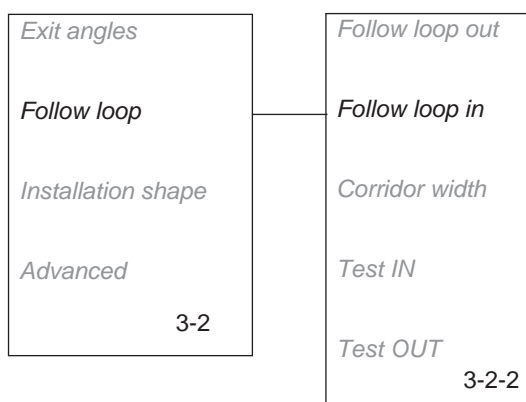 Exit angles
Follow loop
Installation shape
Advanced
3-2
Follow loop out
Follow loop in
Corridor width
Test IN
Test OUT
3-2-2